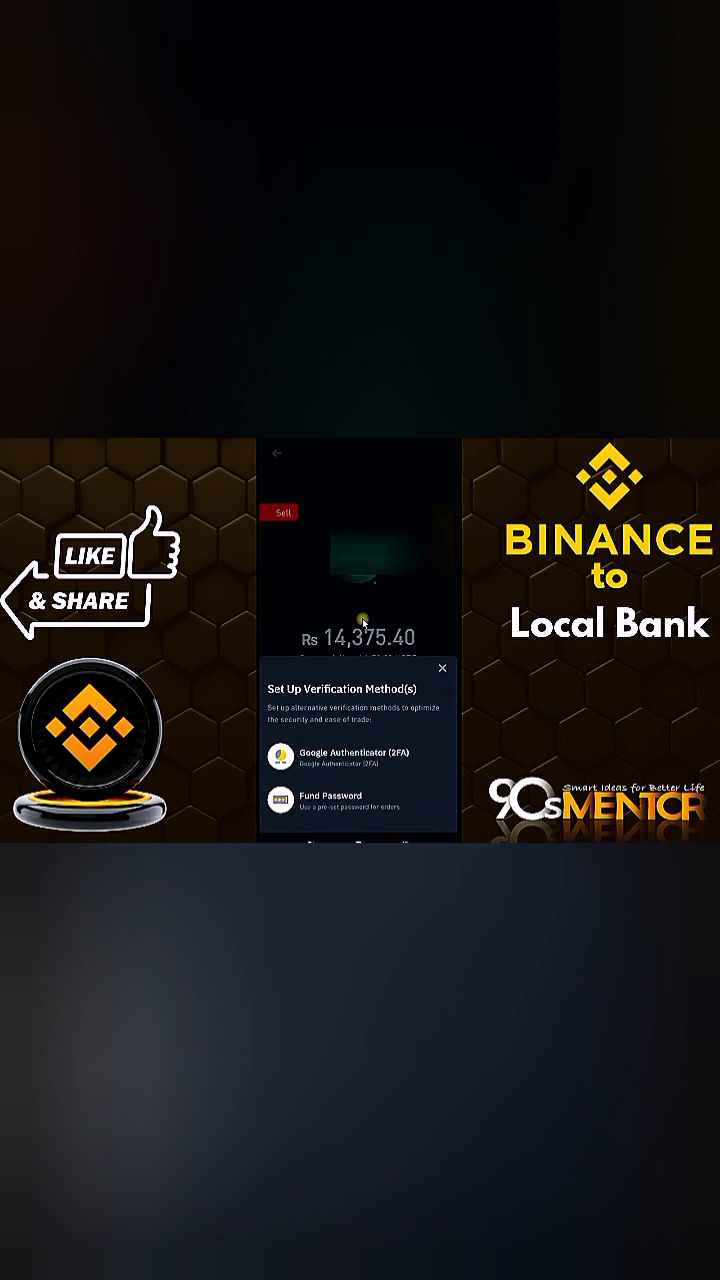 LIKE
& SHARE
Sell
Rs 14,375.40
Set Up Verification Method(s)
Set up alternative verification methods to optimize
the security and ease of trade:
Google Authenticator (2FA)
Google Authenticator (2FA)
Fund Password
Use a pre-set password for orders
BINANCE
to
Local Bank
90sMENTOR
Smart Ideas for Better Life